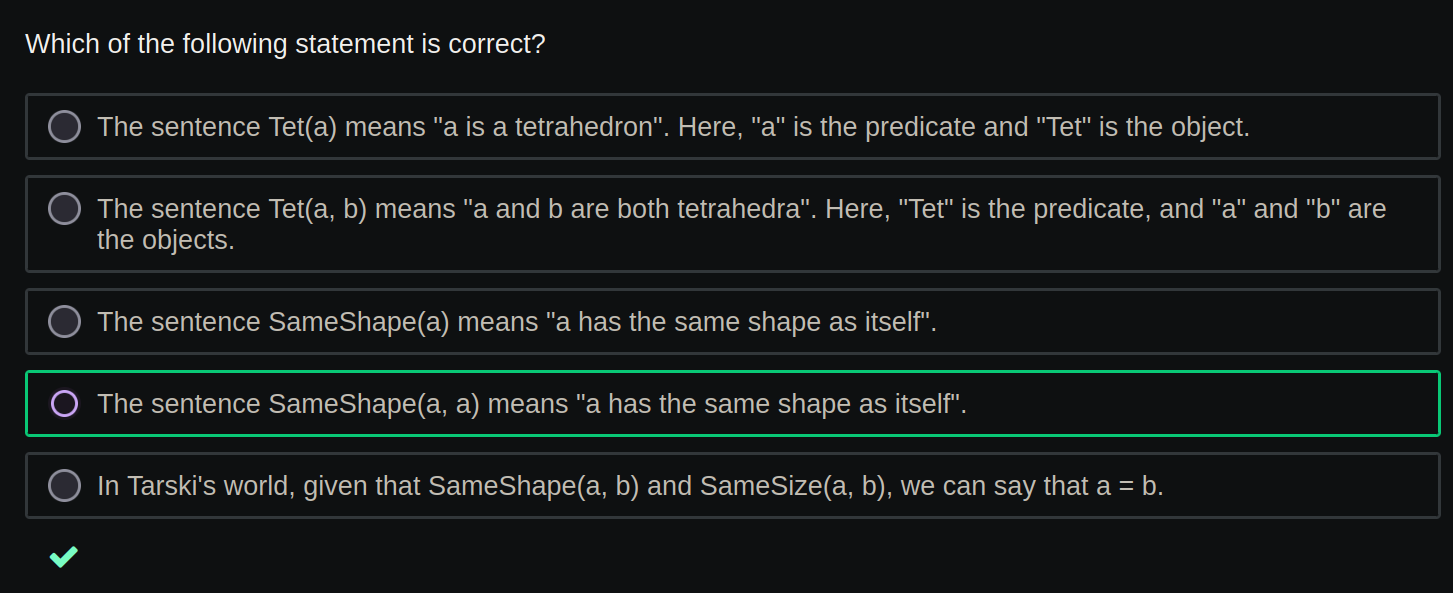 Which of the following statement is correct?
The sentence Tet(a) means "a is a tetrahedron". Here, "a" is the predicate and "Tet" is the object.
The sentence Tet(a, b) means "a and b are both tetrahedra". Here, "Tet" is the predicate, and "a" and "b" are
the objects.
The sentence SameShape(a) means "a has the same shape as itself".
The sentence SameShape(a, a) means "a has the same shape as itself".
In Tarski's world, given that SameShape(a, b) and SameSize(a, b), we can say that a = b.